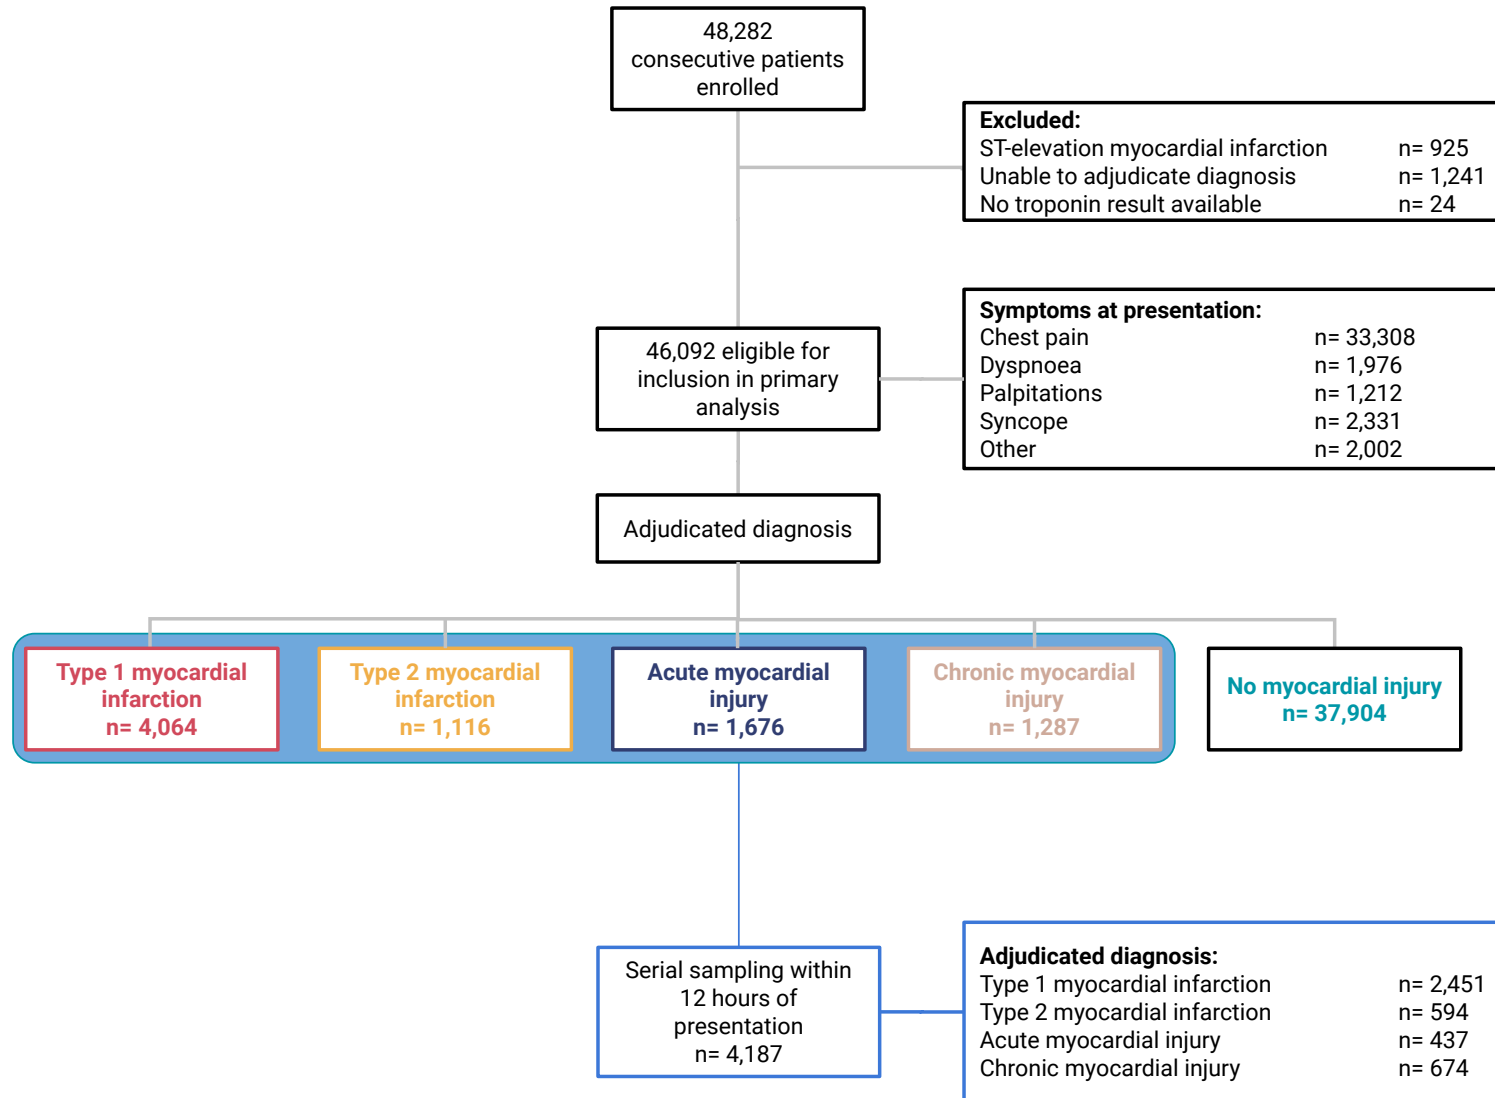 48,282
consecutive patients
enrolled
Excluded:
ST-elevation myocardial infarction n= 925
Unable to adjudicate diagnosis n= 1,241
No troponin result available n= 24
46,092 eligible for
inclusion in primary
analysis
Symptoms at presentation:
Chest pain n= 33,308
Dyspnoea n= 1,976
Palpitations n= 1,212
Syncope n= 2,331
Other n= 2,002
Adjudicated diagnosis
Type 1 myocardial
infarction
n= 4,064
Type 2 myocardial
infarction
n= 1,116
Acute myocardial
injury
n= 1,676
Chronic myocardial
injury
n= 1,287
No myocardial injury
n= 37,904
Serial sampling within
12 hours of
presentation
n= 4,187
Adjudicated diagnosis:
Type 1 myocardial infarction n= 2,451
Type 2 myocardial infarction n= 594
Acute myocardial injury n= 437
Chronic myocardial injury n= 674